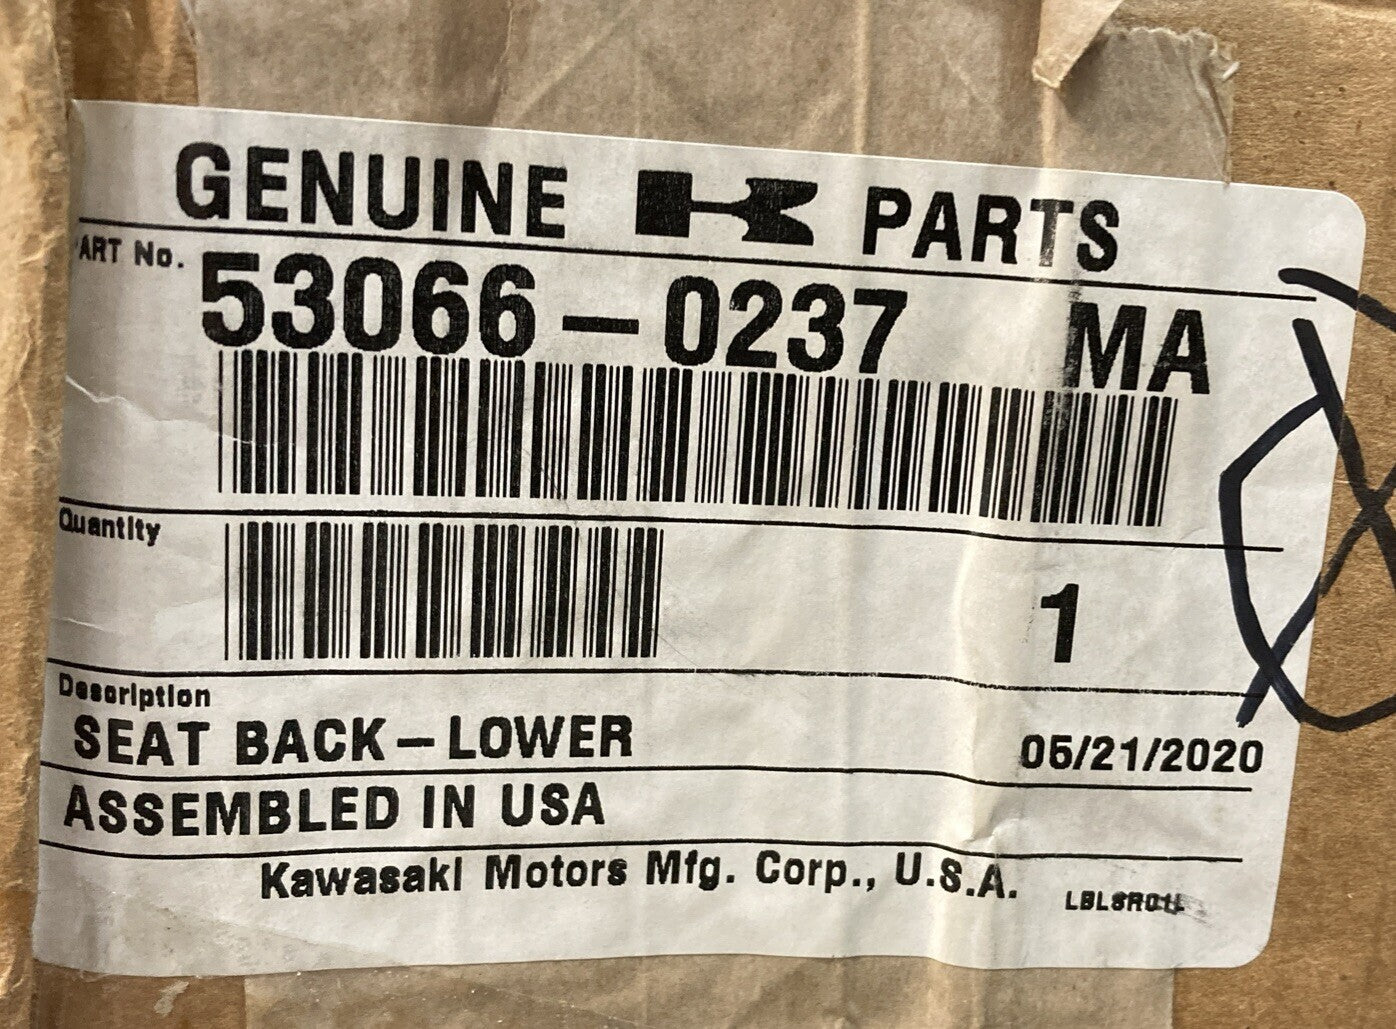 GENUINE PARTS
PART No. 53066-0237 MA
Quantity 1
Description
SEAT BACK-LOWER 05/21/2020
ASSEMBLED IN USA
Kawasaki Motors Mfg. Corp., U.S.A.